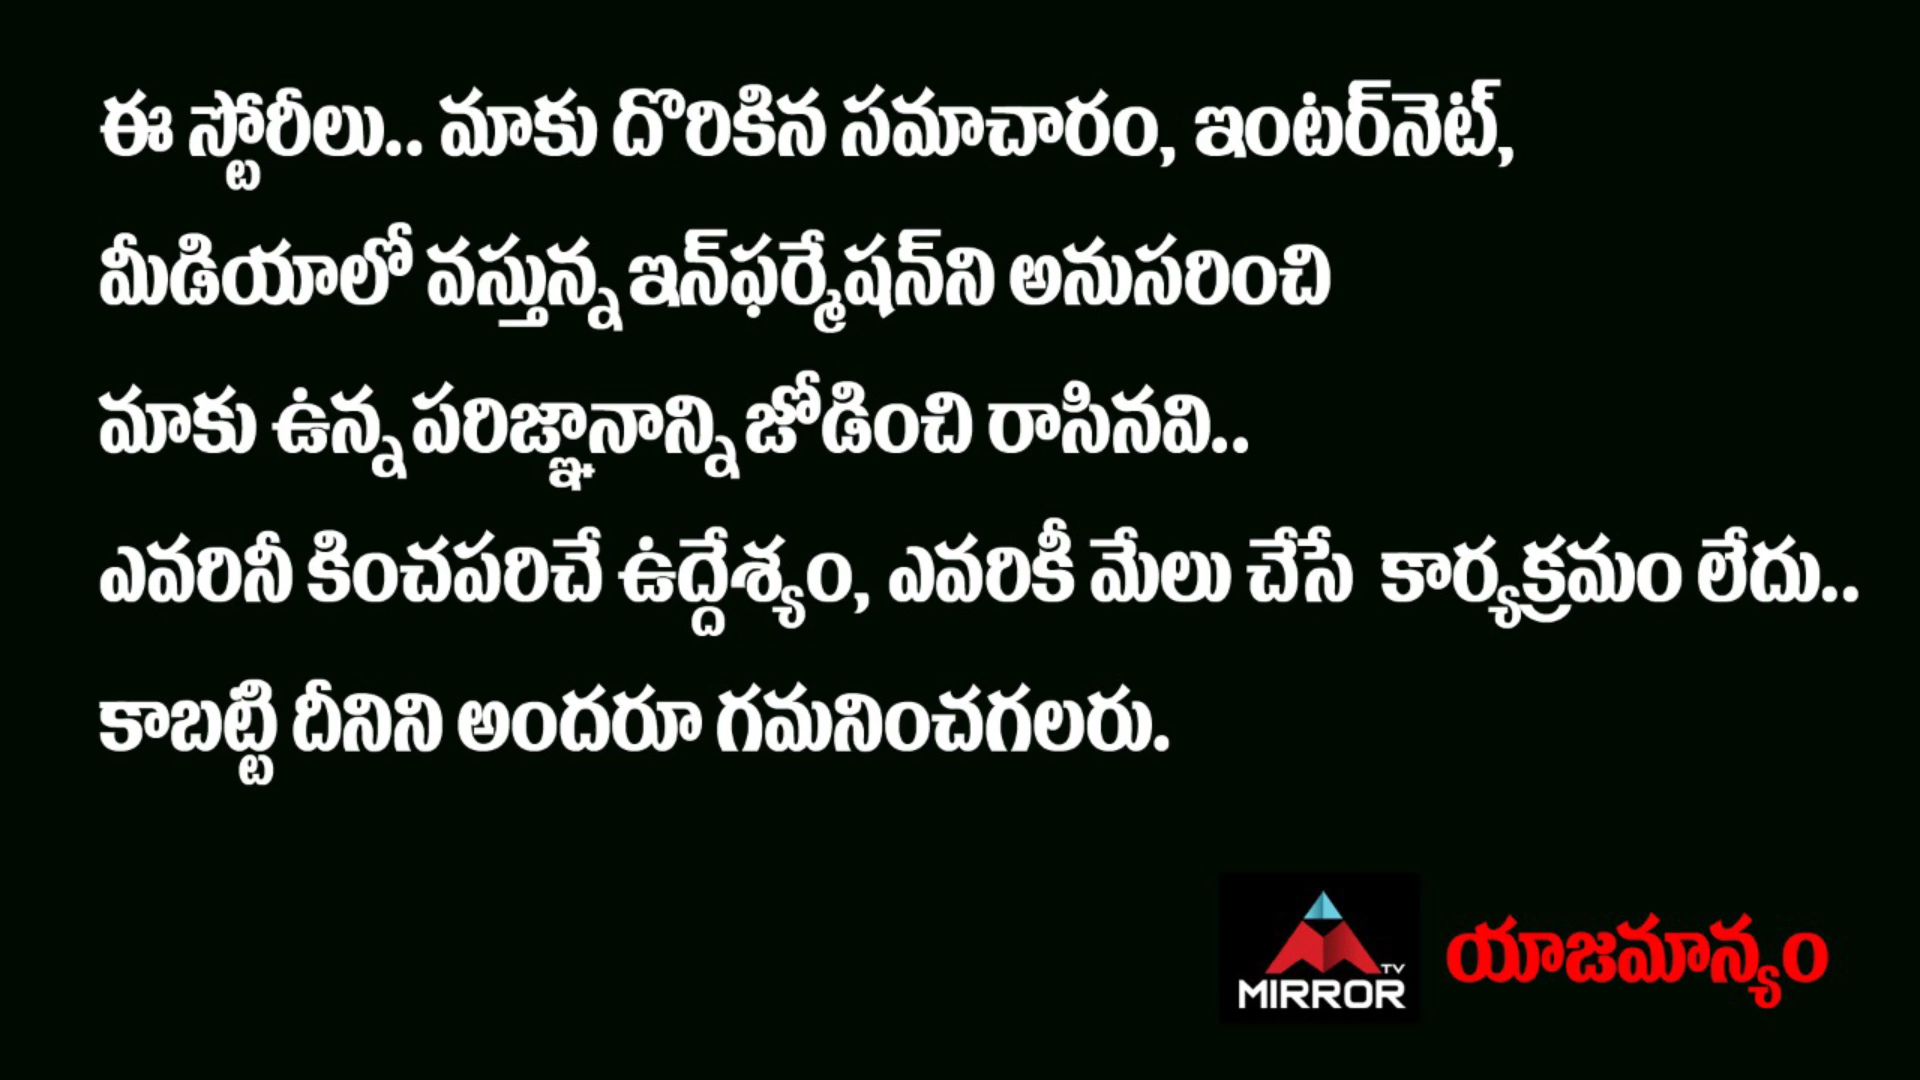 ఈ స్టోరీలు.. మాకు దొరికిన సమాచారం, ఇంటర్‌నెట్,
మీడియాలో వస్తున్న ఇన్‌ఫర్మేషన్‌ని అనుసరించి
మాకు ఉన్న పరిజ్ఞానాన్ని జోడించి రాసినవి..
ఎవరినీ కించపరిచే ఉద్దేశ్యం, ఎవరికీ మేలు చేసే కార్యక్రమం లేదు..
కాబట్టి దీనిని అందరూ గమనించగలరు.
MIRROR TV యాజమాన్యం